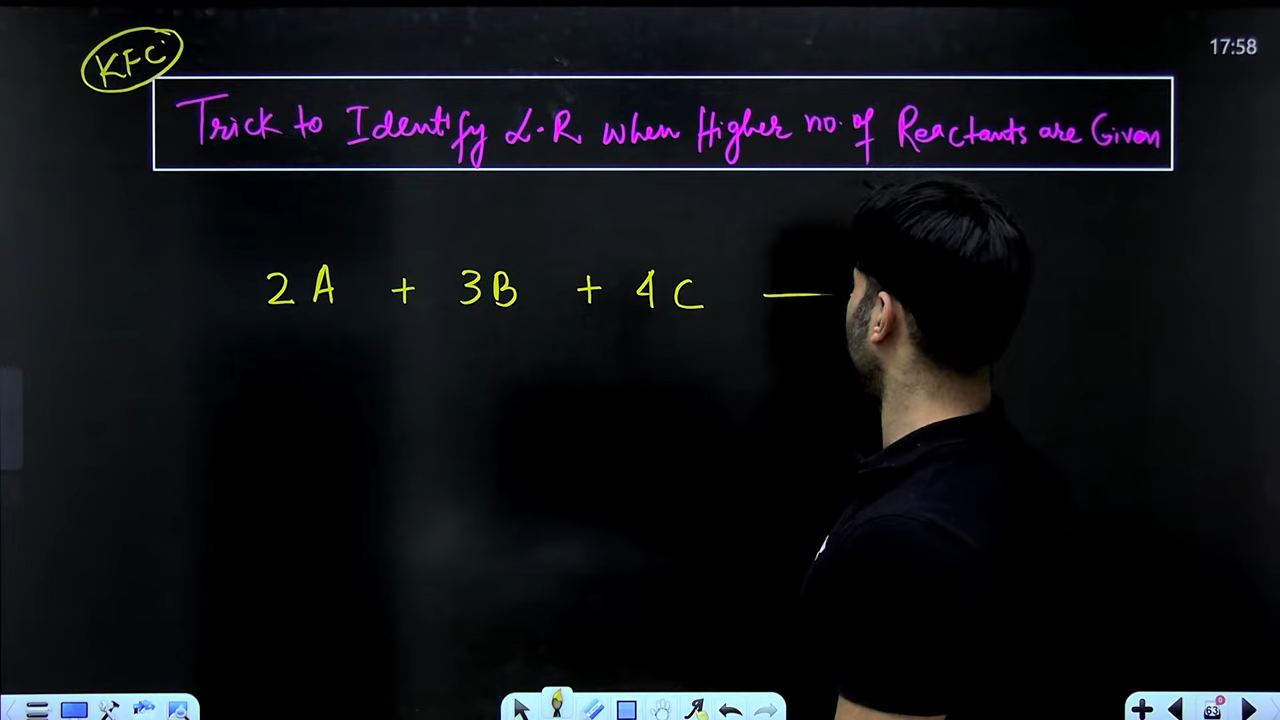 KFC
17:58
Trick to Identify L.R when Higher no. of Reactants are Given
2A + 3B + 4C —
63